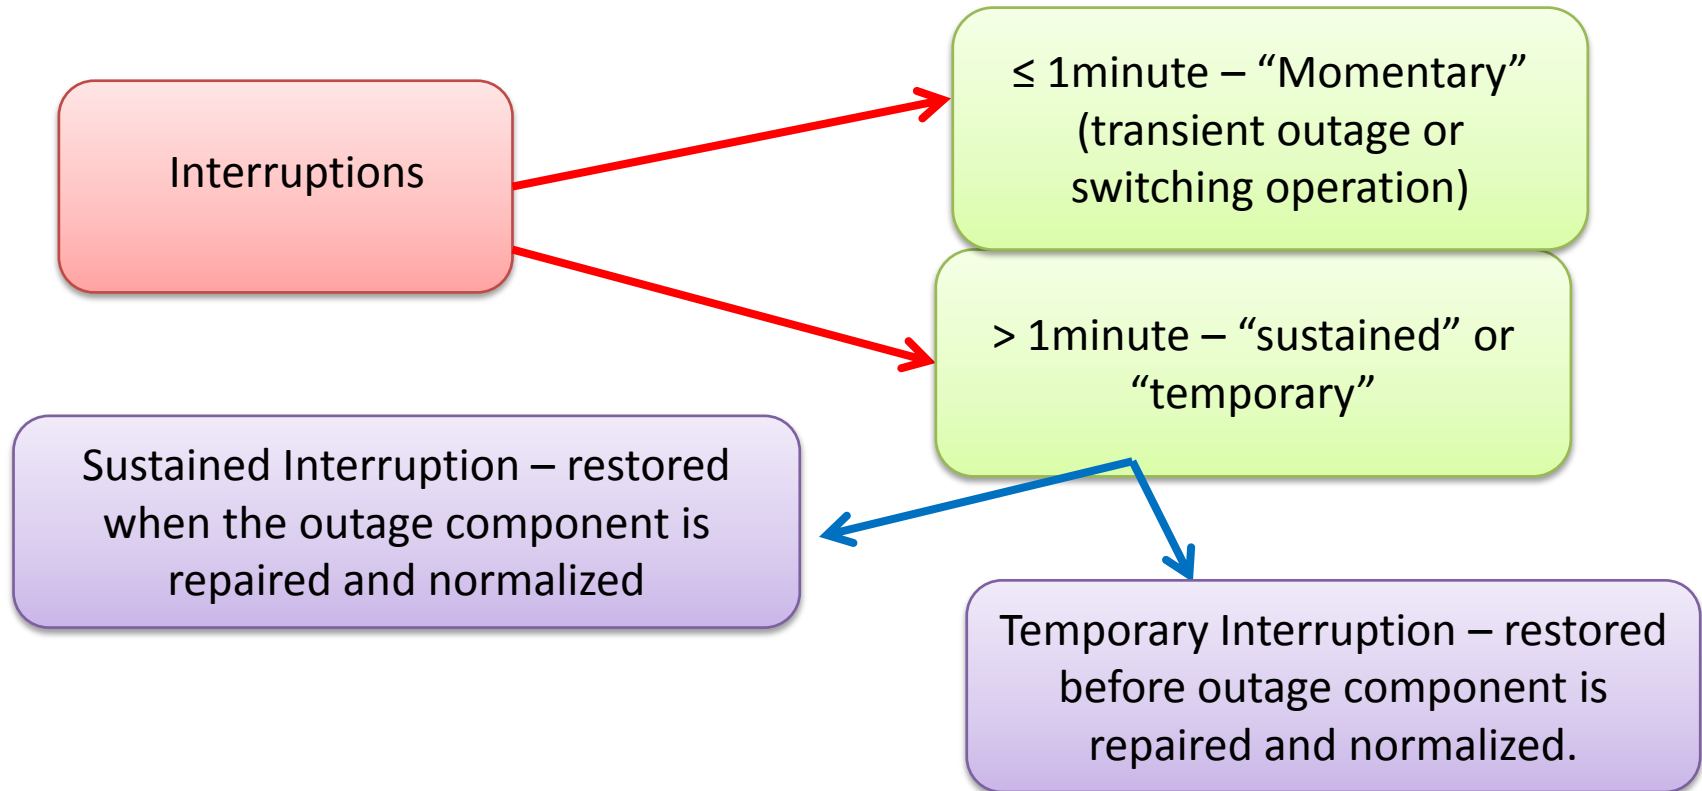 Interruptions
≤ 1minute – “Momentary”
(transient outage or
switching operation)
> 1minute – “sustained” or
“temporary”
Sustained Interruption – restored
when the outage component is
repaired and normalized
Temporary Interruption – restored
before outage component is
repaired and normalized.